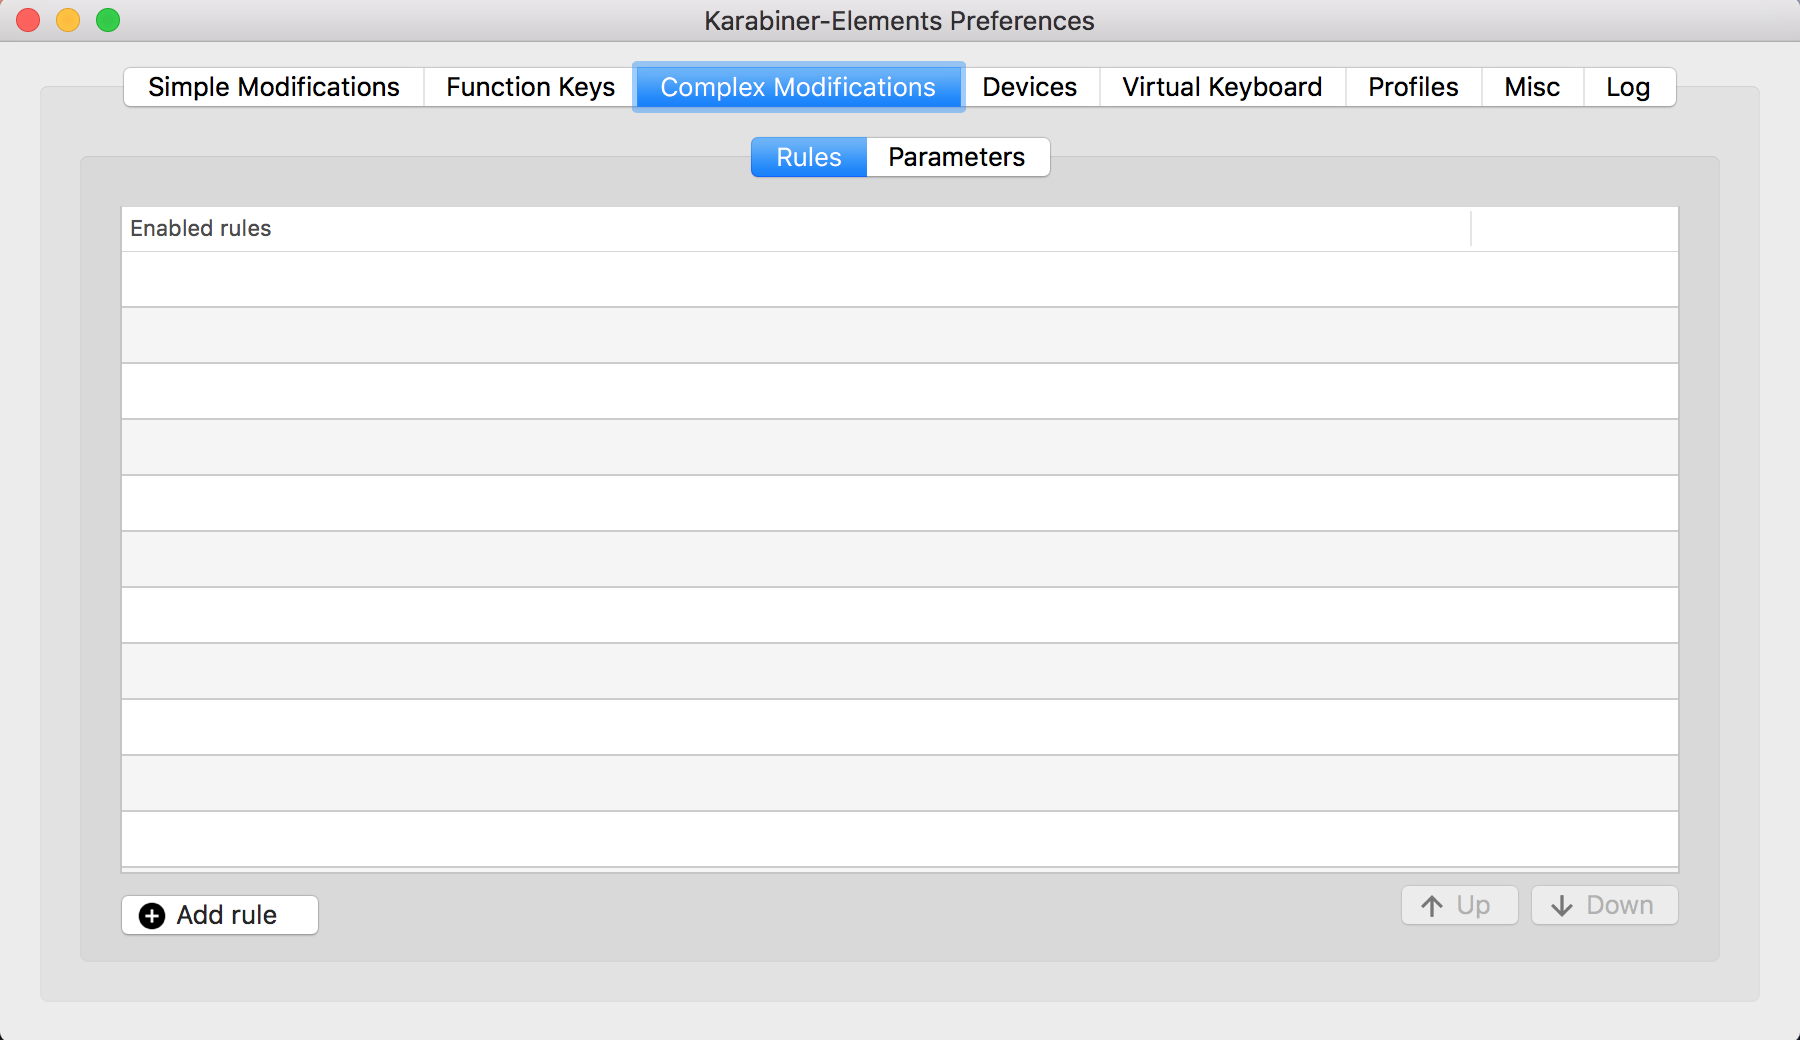 Karabiner-Elements Preferences
Simple Modifications Function Keys Complex Modifications Devices Virtual Keyboard Profiles Misc Log
Rules Parameters
Enabled rules
Add rule Up Down